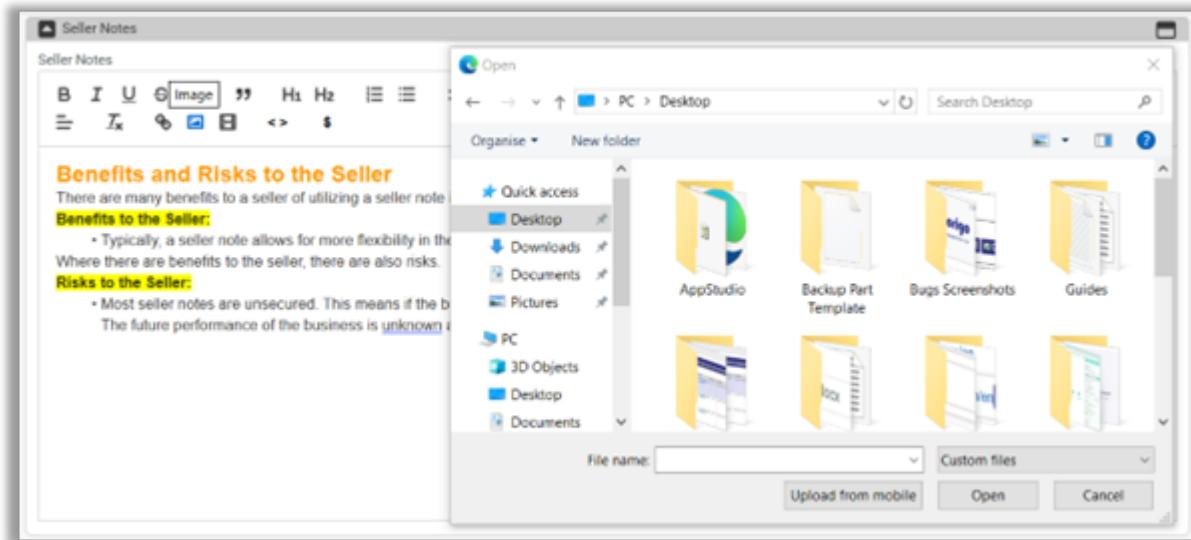 Seller Notes
Seller Notes
B I U S Image ” H1 H2
Tx <> $
Benefits and Risks to the Seller
There are many benefits to a seller of utilizing a seller note
Benefits to the Seller:
• Typically, a seller note allows for more flexibility in the
Where there are benefits to the seller, there are also risks.
Risks to the Seller:
• Most seller notes are unsecured. This means if the b
The future performance of the business is unknown a
Open
PC > Desktop
Search Desktop
Organise
New folder
Quick access
Desktop
Downloads
Documents
Pictures
PC
3D Objects
Desktop
Documents
AppStudio
Backup Part
Template
Bugs Screenshots
Guides
File name:
Custom files
Upload from mobile
Open
Cancel